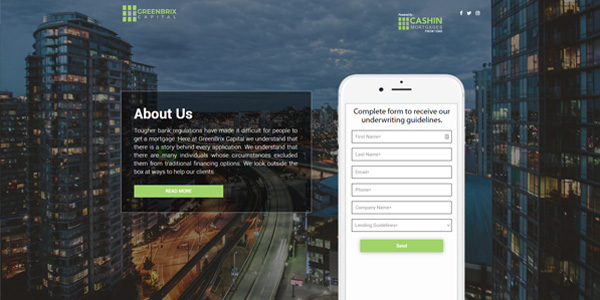 GREENBRIX
CAPITAL
CASHIN
MORTGAGES
About Us
Tougher bank regulations have made it difficult for people to
get a mortgage. Here at GreenBrix Capital we understand that
there is a story behind every application. We understand that
there are many individuals whose circumstances excluded
them from traditional financing options. We look outside the
box at ways to help our clients
READ MORE
Complete form to receive our
underwriting guidelines.
First Name*
Last Name*
Email*
Phone*
Company Name*
Lending Guidelines*
Send